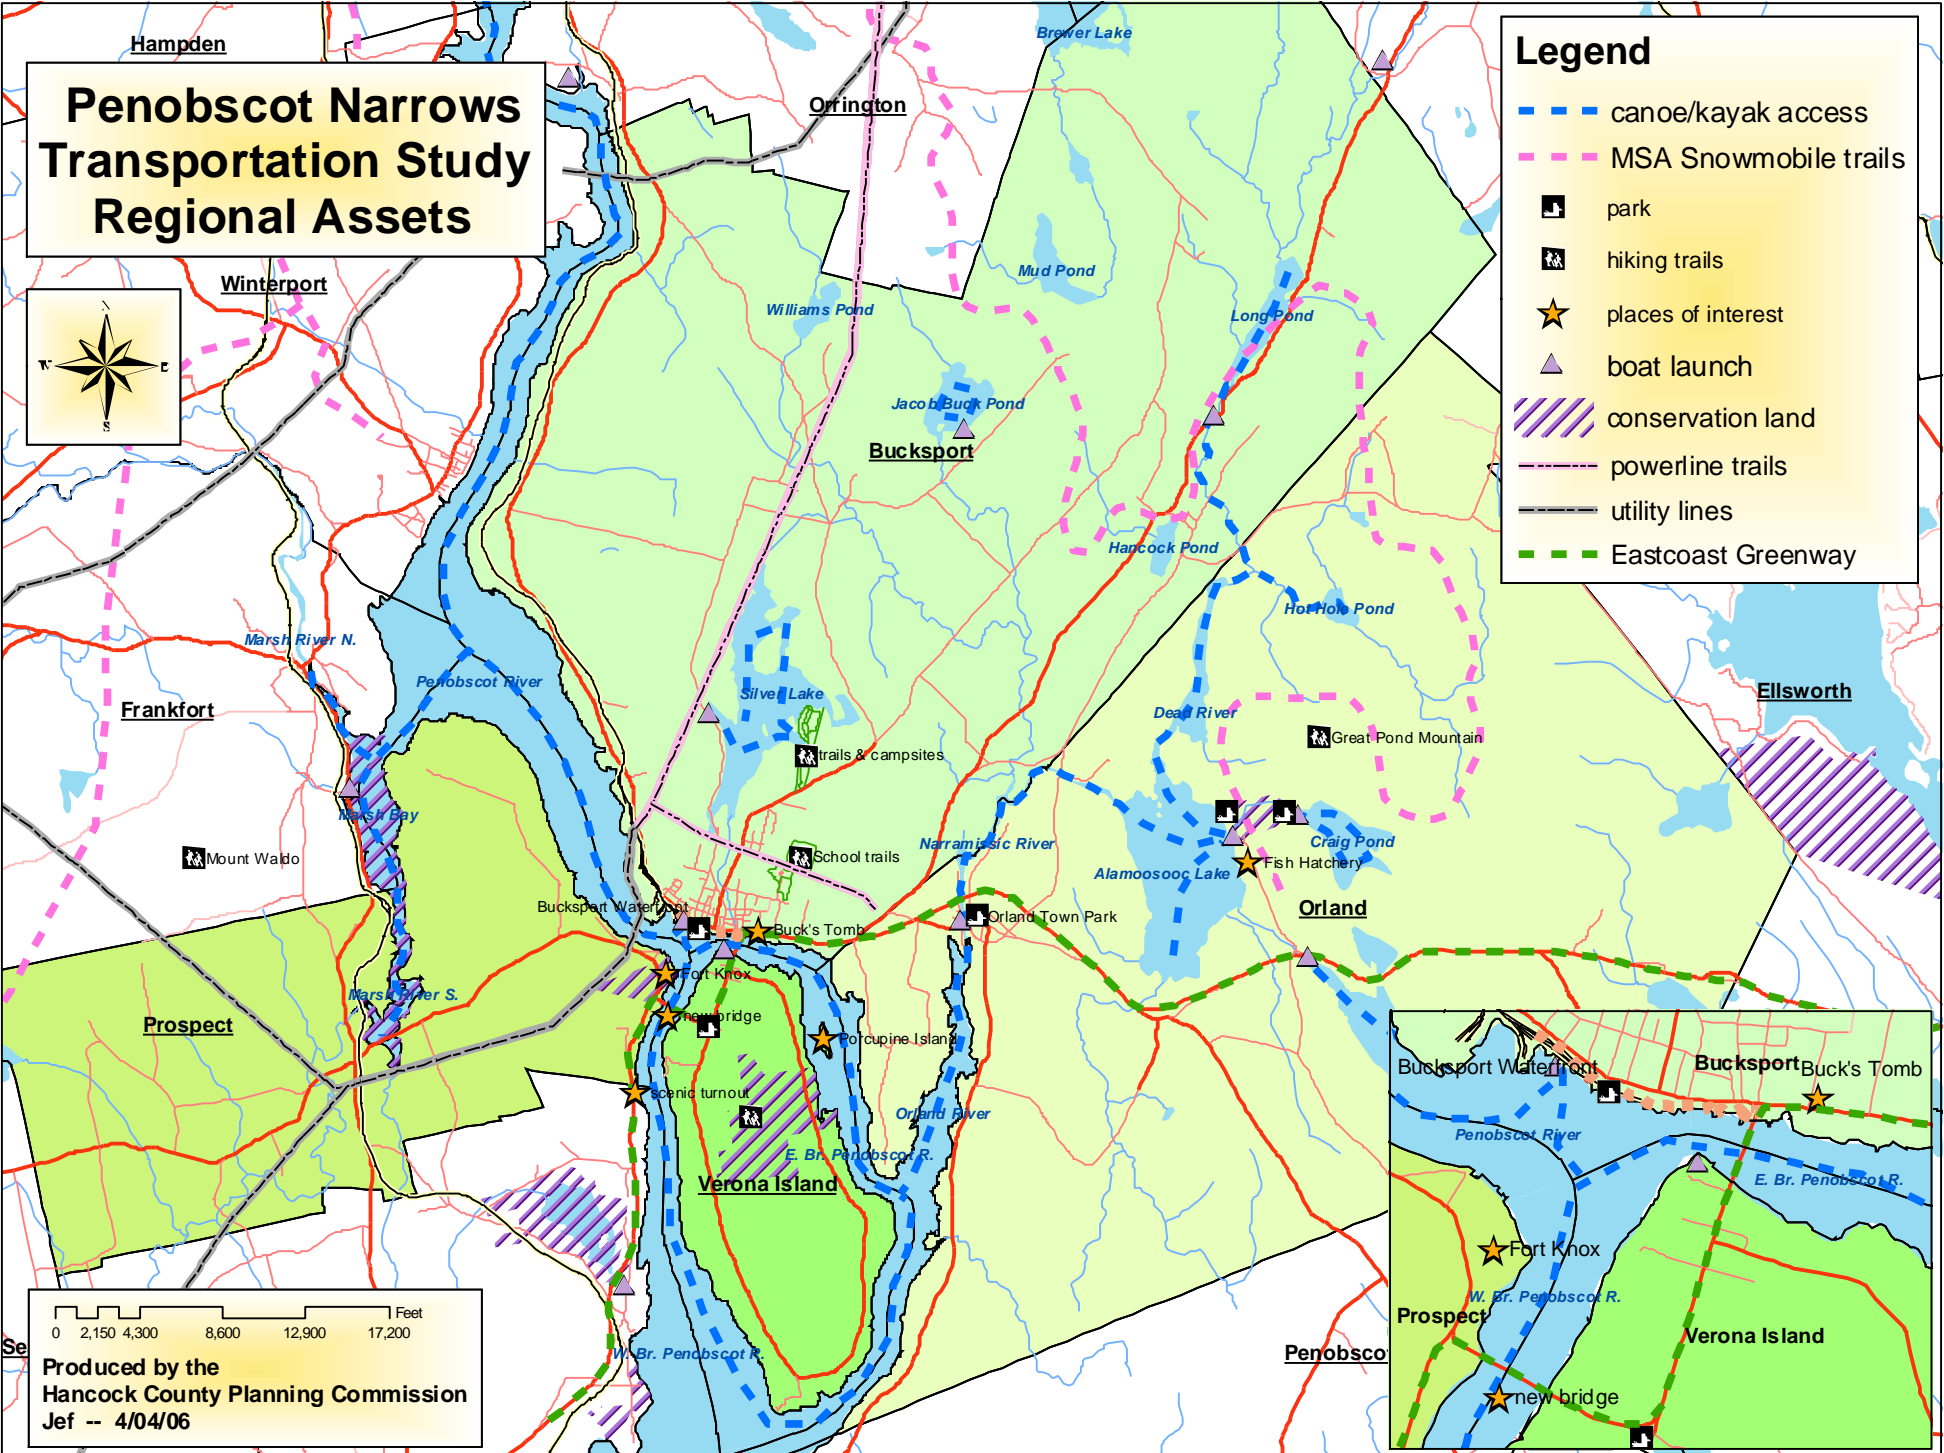 Hampden
Penobscot Narrows
Transportation Study
Regional Assets
Orrington
Brewer Lake
Legend
canoe/kayak access
MSA Snowmobile trails
park
hiking trails
places of interest
boat launch
conservation land
powerline trails
utility lines
Eastcoast Greenway
Winterport
N
W
E
S
Mud Pond
Williams Pond
Long Pond
Jacob Buck Pond
Bucksport
Hancock Pond
Hot Hole Pond
Marsh River N.
Penobscot River
Silver Lake
Frankfort
Dead River
Ellsworth
Great Pond Mountain
trails & campsites
Marsh Bay
Narramissic River
Craig Pond
Mount Waldo
School trails
Fish Hatchery
Alamoosooc Lake
Bucksport Waterfront
Orland
Orland Town Park
Buck's Tomb
Fort Knox
Marsh River S.
new bridge
Prospect
Porcupine Island
scenic turnout
Orland River
E. Br. Penobscot R.
Verona Island
W. Br. Penobscot R.
Penobsco
Se
Feet
0 2,150 4,300 8,600 12,900 17,200
Produced by the
Hancock County Planning Commission
Jef -- 4/04/06
Bucksport Waterfront
Bucksport
Buck's Tomb
Penobscot River
E. Br. Penobscot R.
Fort Knox
W. Br. Penobscot R.
Prospect
Verona Island
new bridge